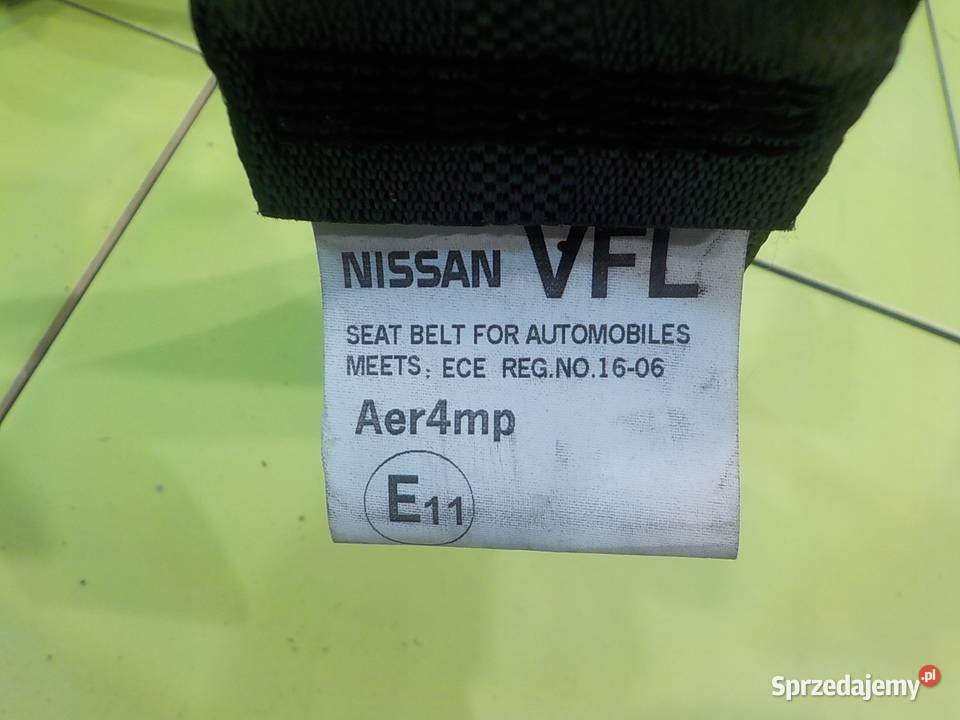 NISSAN VFL
SEAT BELT FOR AUTOMOBILES
MEETS: ECE REG.NO.16-06
Aer4mp
E11
Sprzedajemy.pl